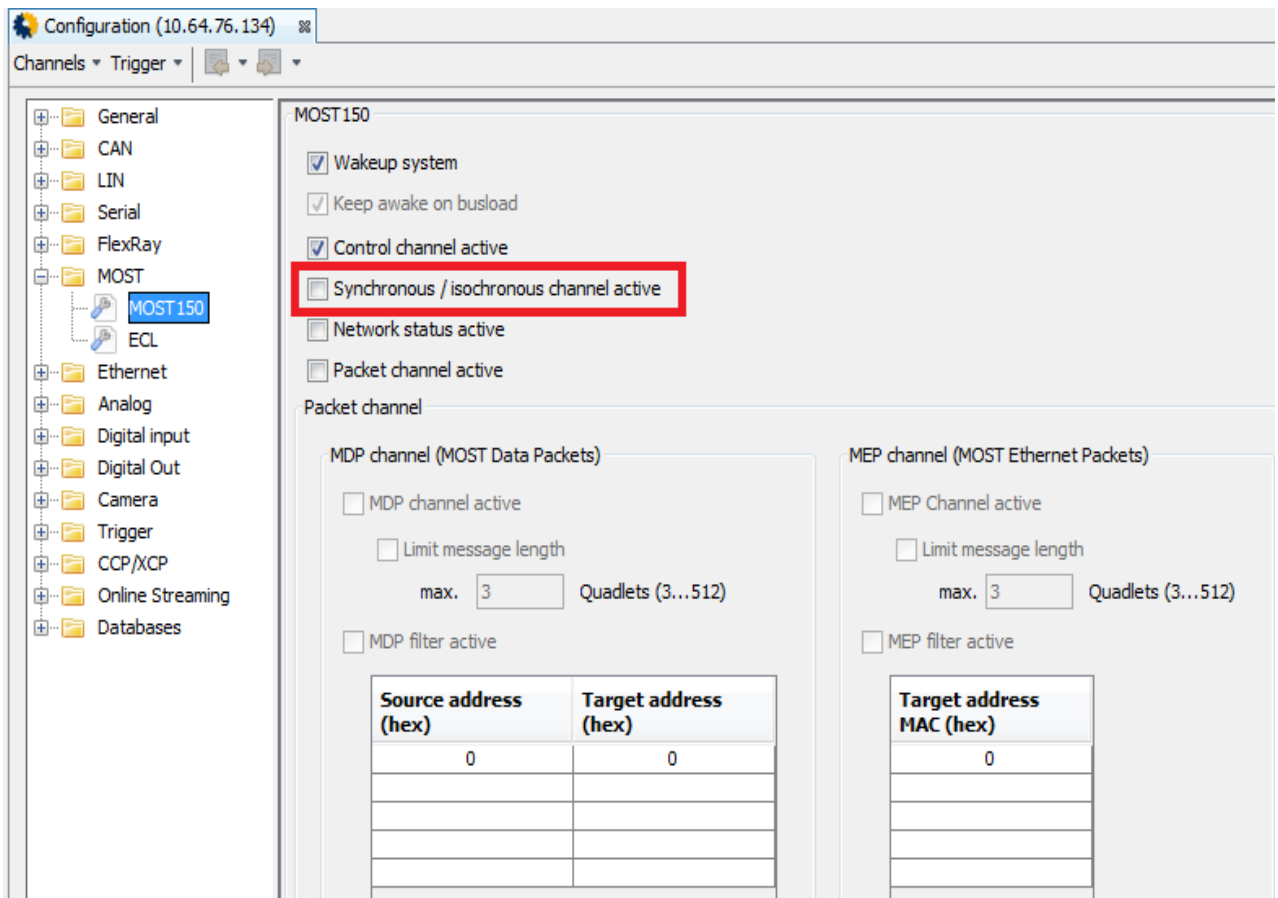 Configuration (10.64.76.134)
Channels Trigger
General
CAN
LIN
Serial
FlexRay
MOST
MOST150
ECL
Ethernet
Analog
Digital input
Digital Out
Camera
Trigger
CCP/XCP
Online Streaming
Databases
MOST150
Wakeup system
Keep awake on busload
Control channel active
Synchronous / isochronous channel active
Network status active
Packet channel active
Packet channel
MDP channel (MOST Data Packets)
MDP channel active
Limit message length
max. 3 Quadlets (3...512)
MDP filter active
Source address (hex) Target address (hex)
0 0
MEP channel (MOST Ethernet Packets)
MEP Channel active
Limit message length
max. 3 Quadlets (3...512)
MEP filter active
Target address
MAC (hex)
0